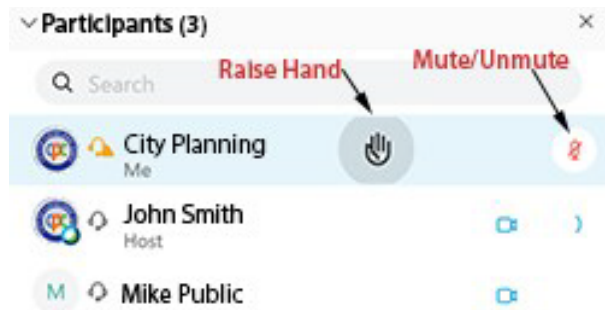 Participants (3)
Search
Raise Hand
Mute/Unmute
City Planning
Me
John Smith
Host
M
Mike Public